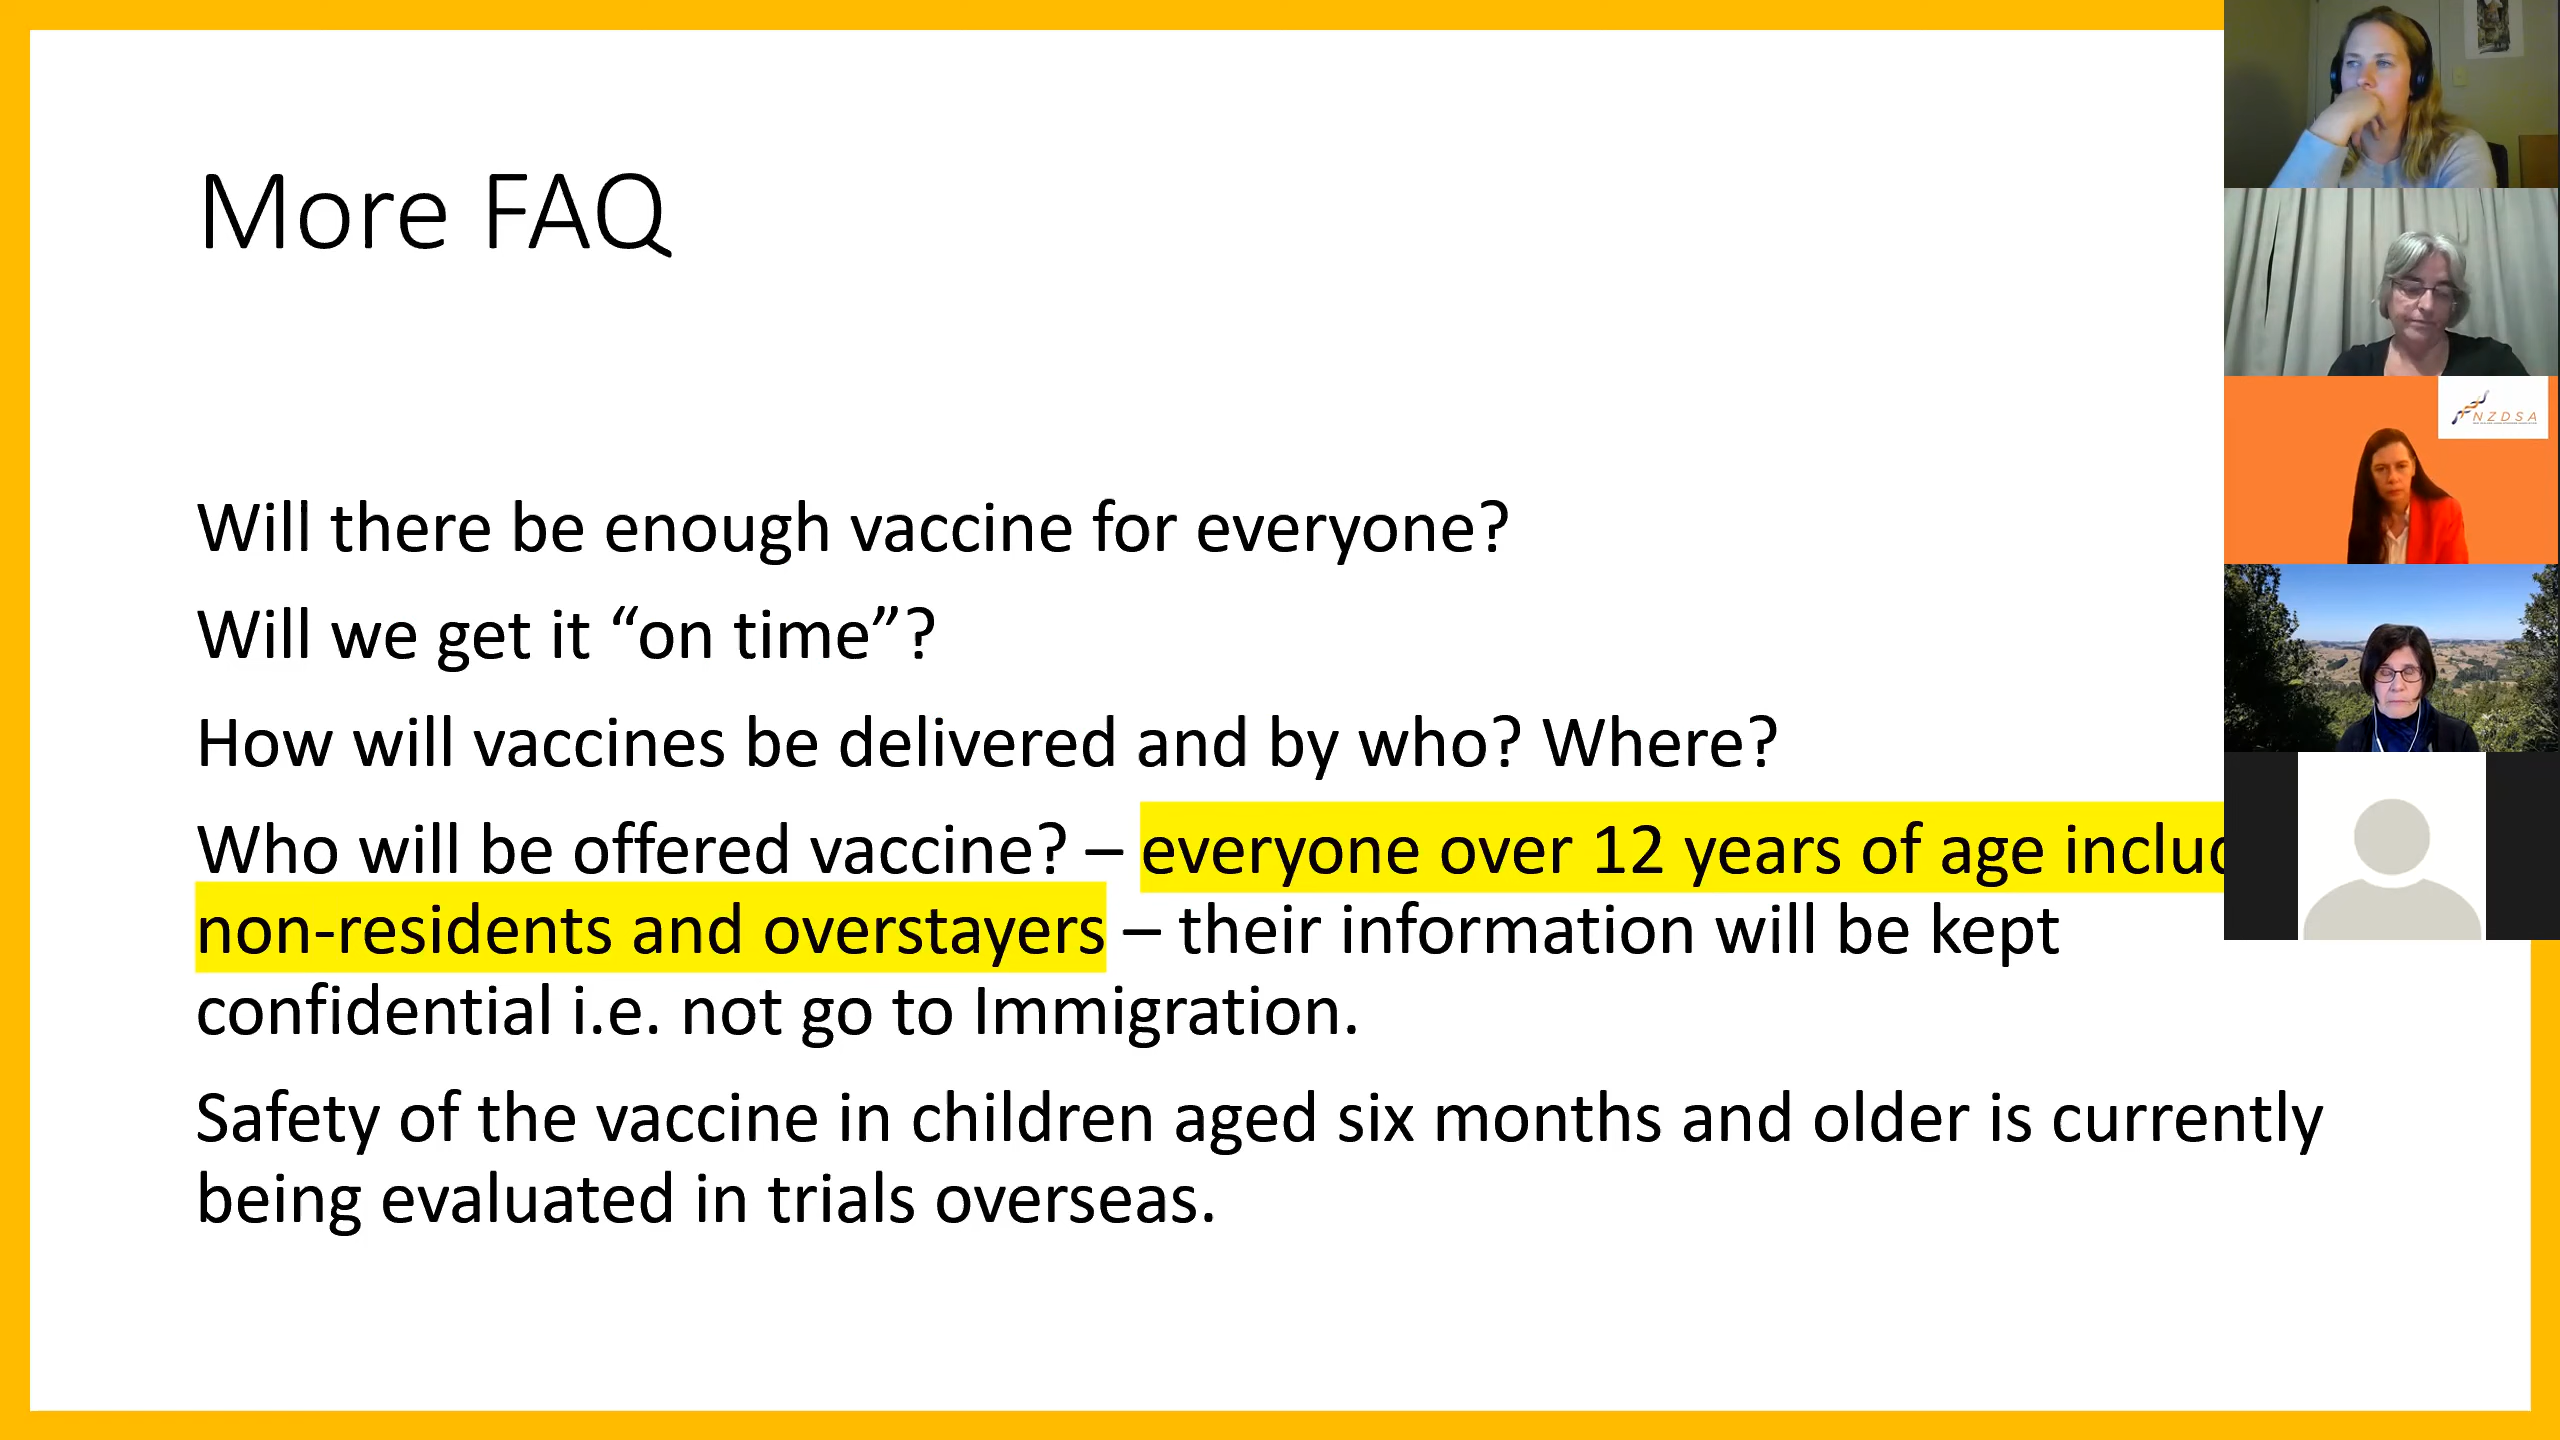 More FAQ
Will there be enough vaccine for everyone?
Will we get it “on time”?
How will vaccines be delivered and by who? Where?
Who will be offered vaccine? – everyone over 12 years of age
non-residents and overstayers – their information will be kept
confidential i.e. not go to Immigration.
Safety of the vaccine in children aged six months and older is currently
being evaluated in trials overseas.
NZDSA